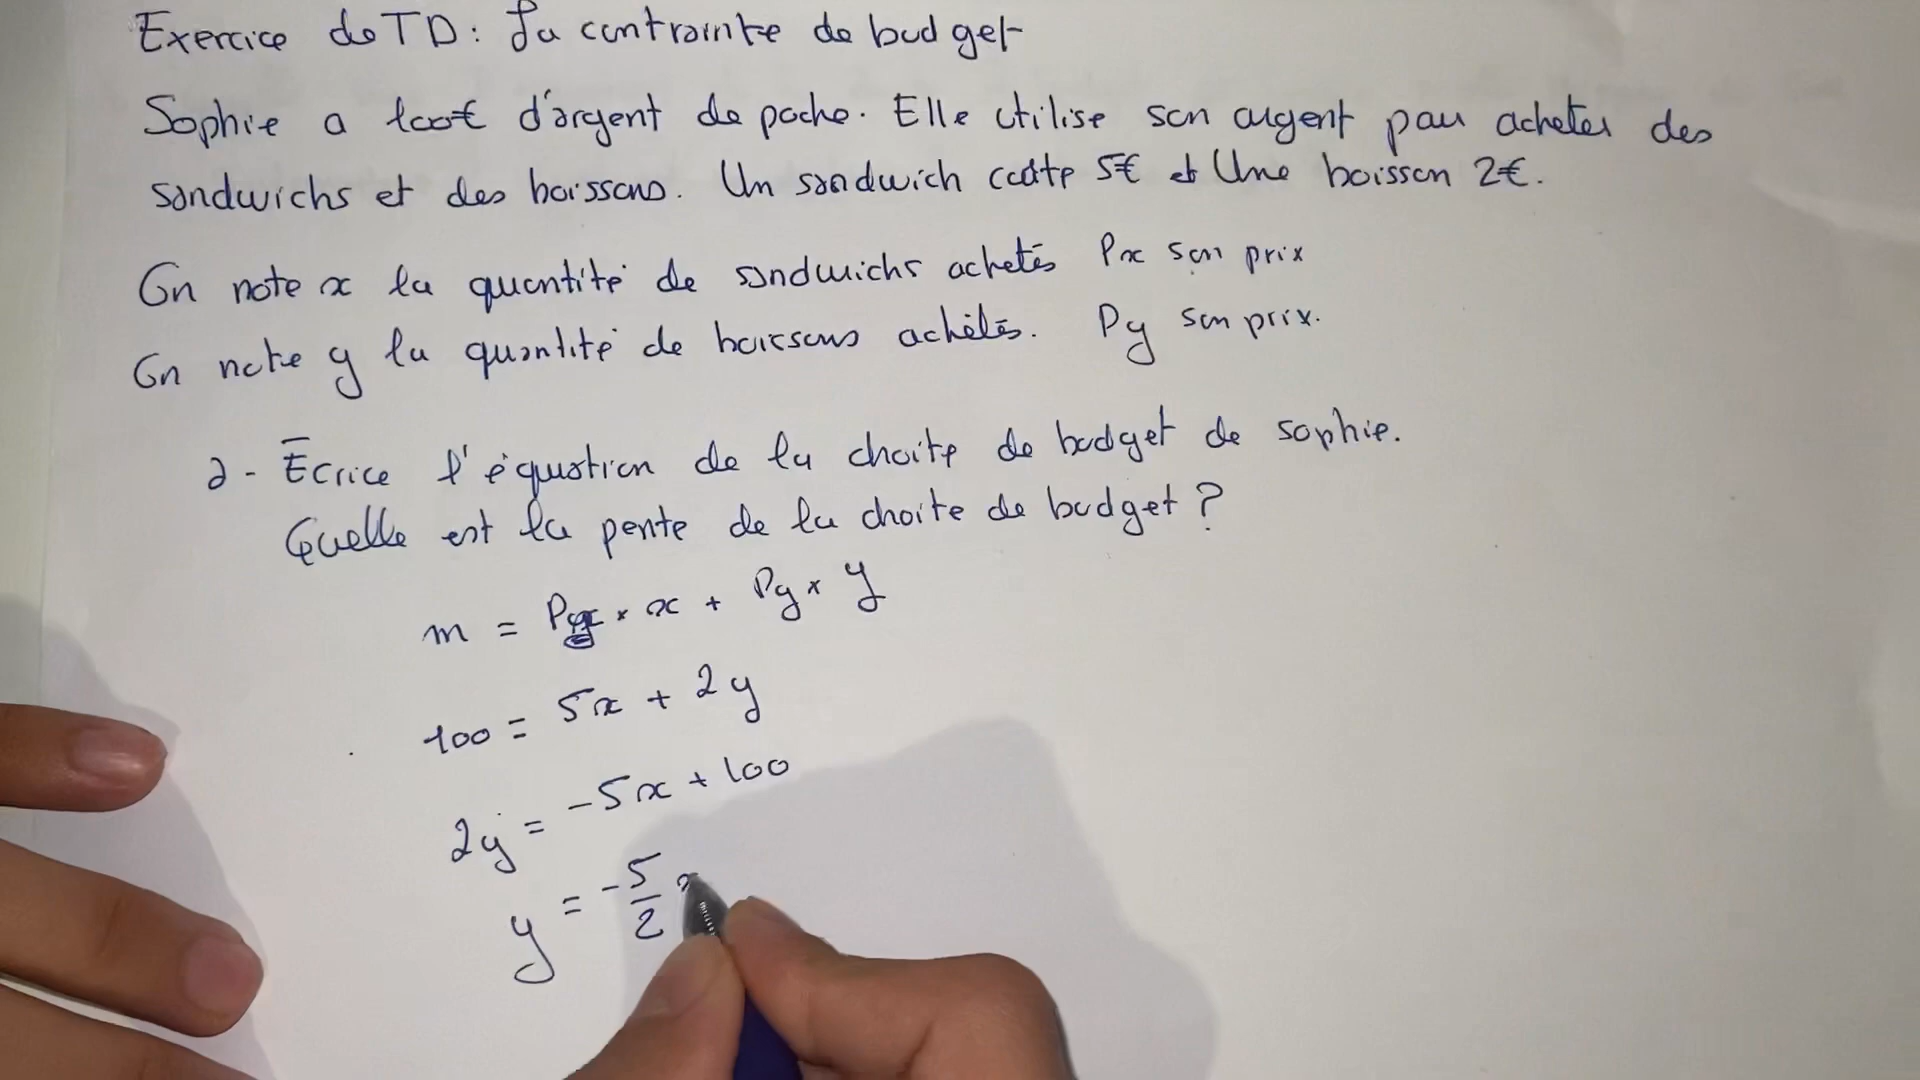 Exercice de TD : La contrainte de budget
Sophie a 100€ d'argent de poche. Elle utilise son argent pour acheter des
sandwichs et des boissons. Un sandwich coûte 5€ et Une boisson 2€.
On note x la quantité de sandwichs achetés Px son prix
On note y la quantité de boissons achétés. Py son prix.
2 - Ecrire l'équation de la droite de budget de sophie.
Quelle est la pente de la droite de budget ?
m = Px × x + Py × y
100 = 5x + 2y
2y = -5x + 100
y = -5/2 x